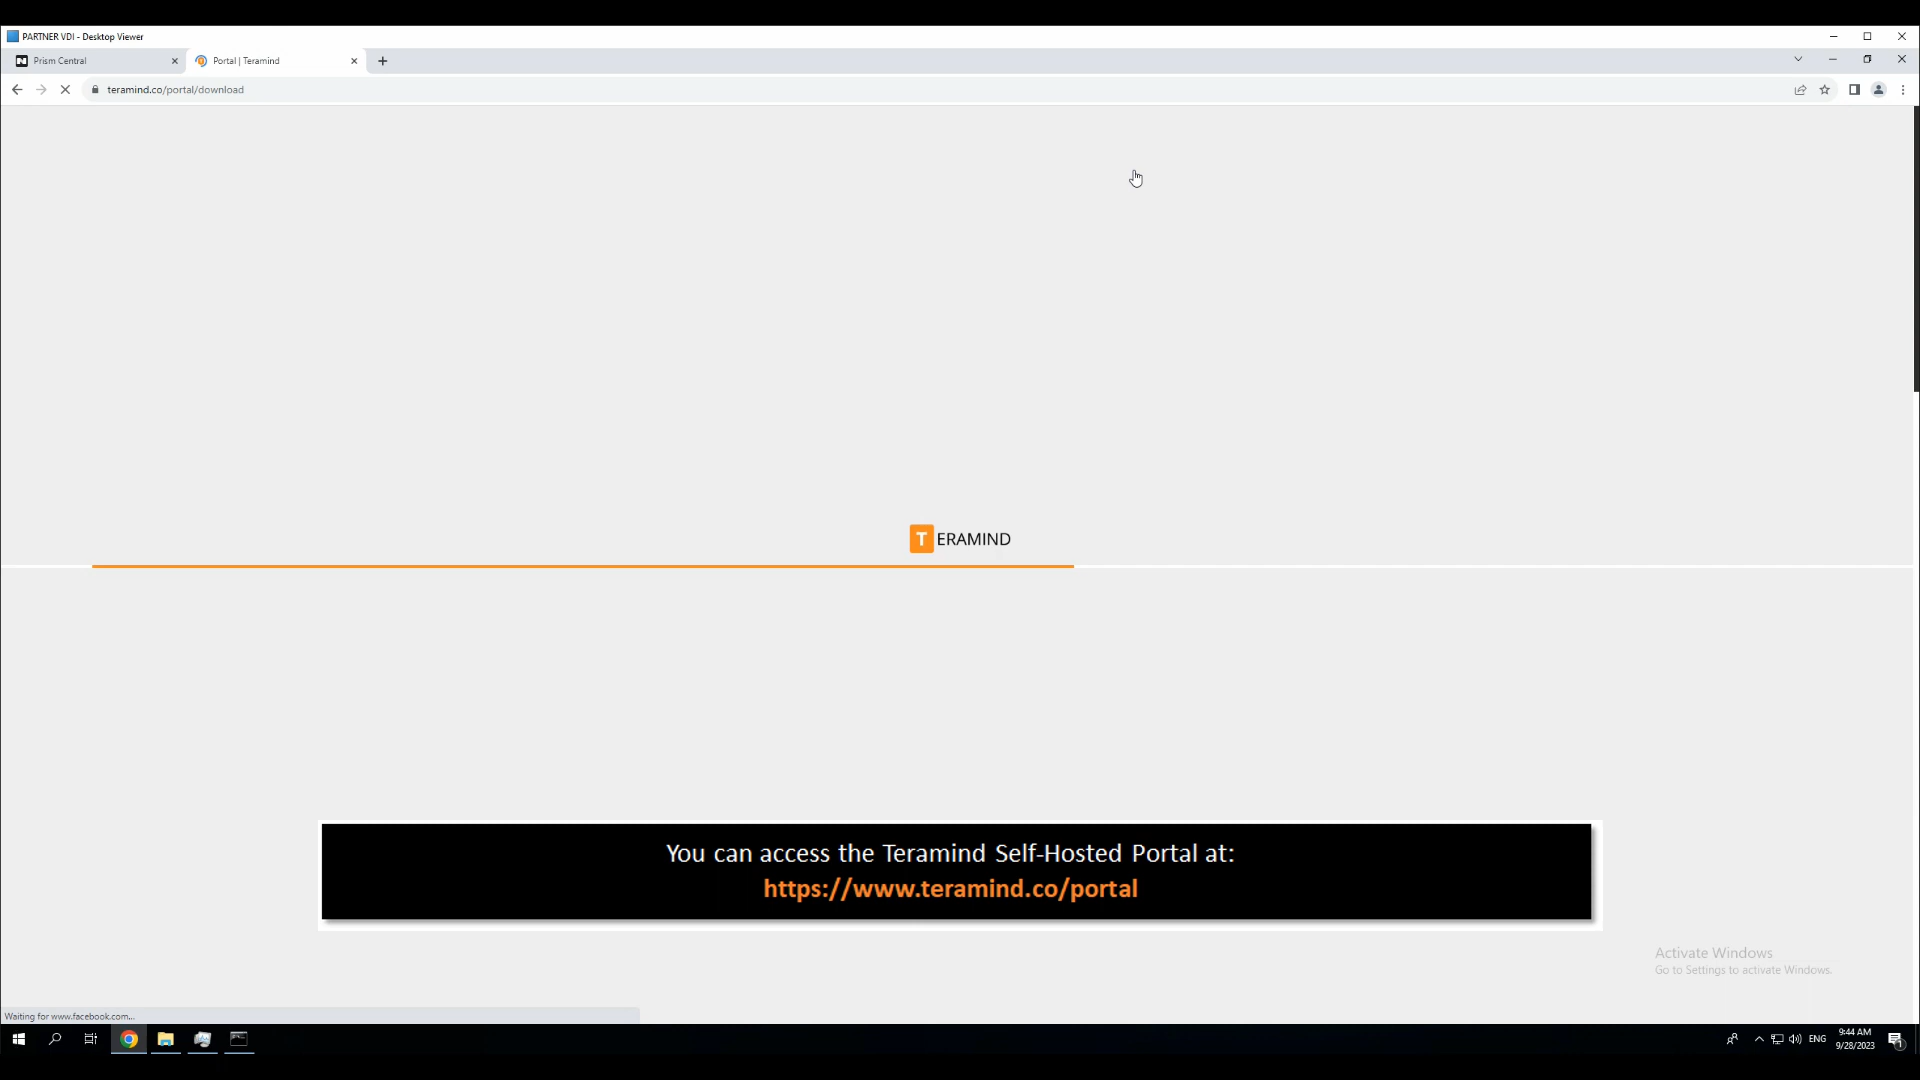 PARTNER VDI - Desktop Viewer
Prism Central
Portal | Teramind
teramind.co/portal/download
TERAMIND
You can access the Teramind Self-Hosted Portal at:
https://www.teramind.co/portal
Activate Windows
Go to Settings to activate Windows.
Waiting for www.facebook.com...
ENG
9:44 AM
9/28/2023
1